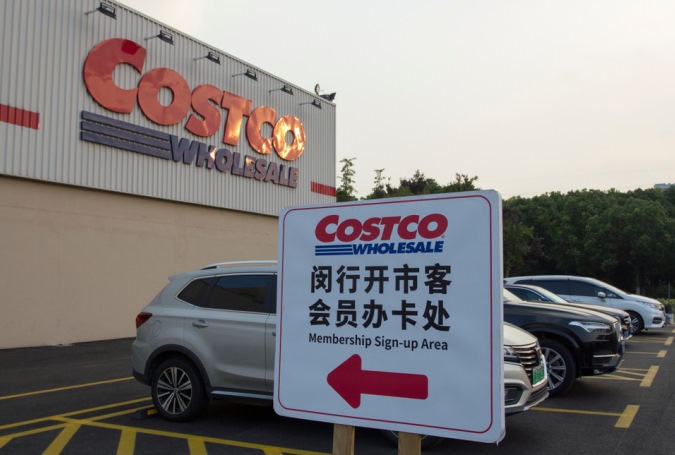 COSTCO
WHOLESALE
COSTCO
WHOLESALE
闵行开市客
会员办卡处
Membership Sign-up Area